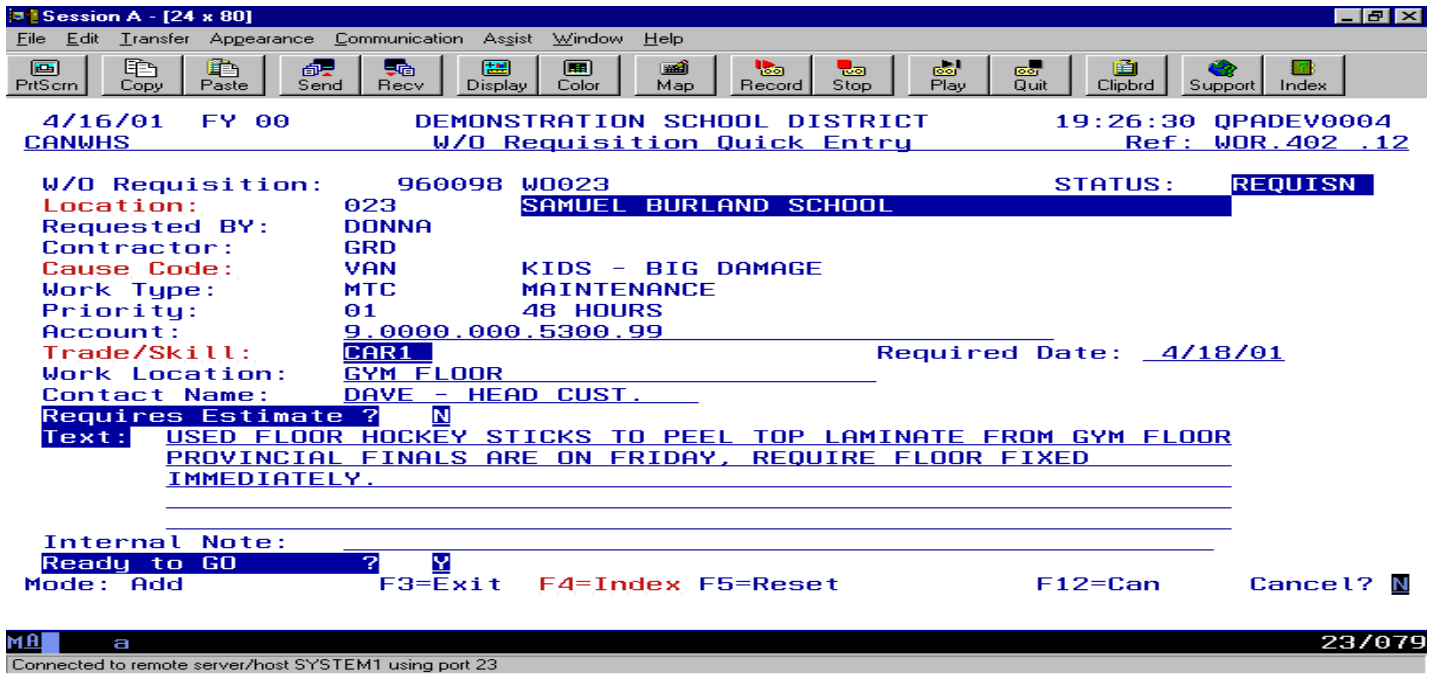 Session A - [24 x 80]
File Edit Transfer Appearance Communication Assist Window Help
PrtScrn Copy Paste Send Recv Display Color Map Record Stop Play Quit Clipbrd Support Index
4/16/01 FY 00 DEMONSTRATION SCHOOL DISTRICT 19:26:30 QPADEV0004
CANWHS W/O Requisition Quick Entry Ref: WOR.402 .12
W/O Requisition: 960098 WO023 STATUS: REQUISN
Location: 023 SAMUEL BURLAND SCHOOL
Requested BY: DONNA
Contractor: GRD
Cause Code: VAN KIDS - BIG DAMAGE
Work Type: MTC MAINTENANCE
Priority: 01 48 HOURS
Account: 9.0000.000.5300.99
Trade/Skill: CAR1 Required Date: 4/18/01
Work Location: GYM FLOOR
Contact Name: DAVE - HEAD CUST.
Requires Estimate ? N
Text: USED FLOOR HOCKEY STICKS TO PEEL TOP LAMINATE FROM GYM FLOOR
PROVINCIAL FINALS ARE ON FRIDAY, REQUIRE FLOOR FIXED
IMMEDIATELY.
Internal Note:
Ready to GO ? Y
Mode: Add F3=Exit F4=Index F5=Reset F12=Can Cancel? N
MA a 23/079
Connected to remote server/host SYSTEM1 using port 23